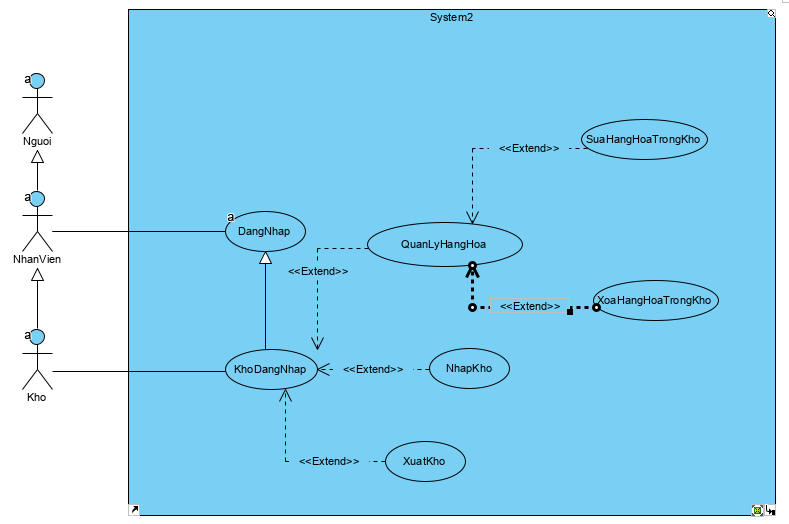 System2
a
Nguoi
SuaHangHoaTrongKho
<<Extend>>
a
a
DangNhap
QuanLyHangHoa
NhanVien
<<Extend>>
XoaHangHoaTrongKho
<<Extend>>
a
KhoDangNhap
<<Extend>>
NhapKho
Kho
<<Extend>>
XuatKho